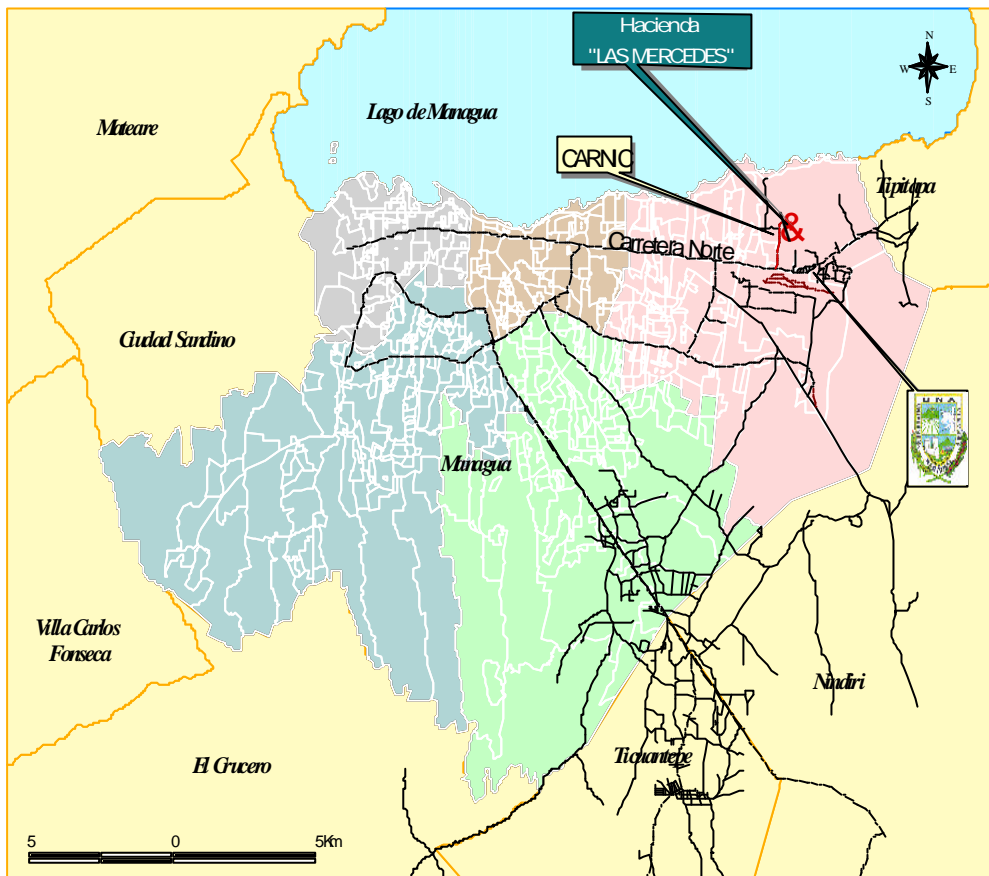 Hacienda
"LAS MERCEDES"
N
W E
S
Mateare
Lago de Managua
CARNIC
Tipitapa
&
Carretera Norte
Ciudad Sandino
UNA
Managua
Villa Carlos
Fonseca
Nindiri
Ticuantepe
El Crucero
5 0 5Km